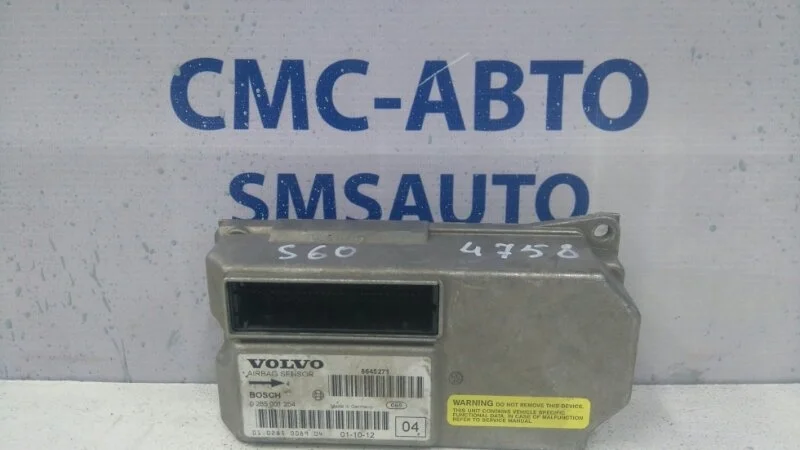 СМС-АВТО
SMSAUTO
S60 4758
VOLVO
AIRBAG SENSOR 8645271
BOSCH
0 285 001 254 Made in Germany
01-10-12 04
WARNING DO NOT REMOVE THIS DEVICE.
THIS UNIT CONTAINS VEHICLE SPECIFIC
FUNCTIONAL DATA. IN CASE OF MALFUNCTION
REFER TO SERVICE MANUAL